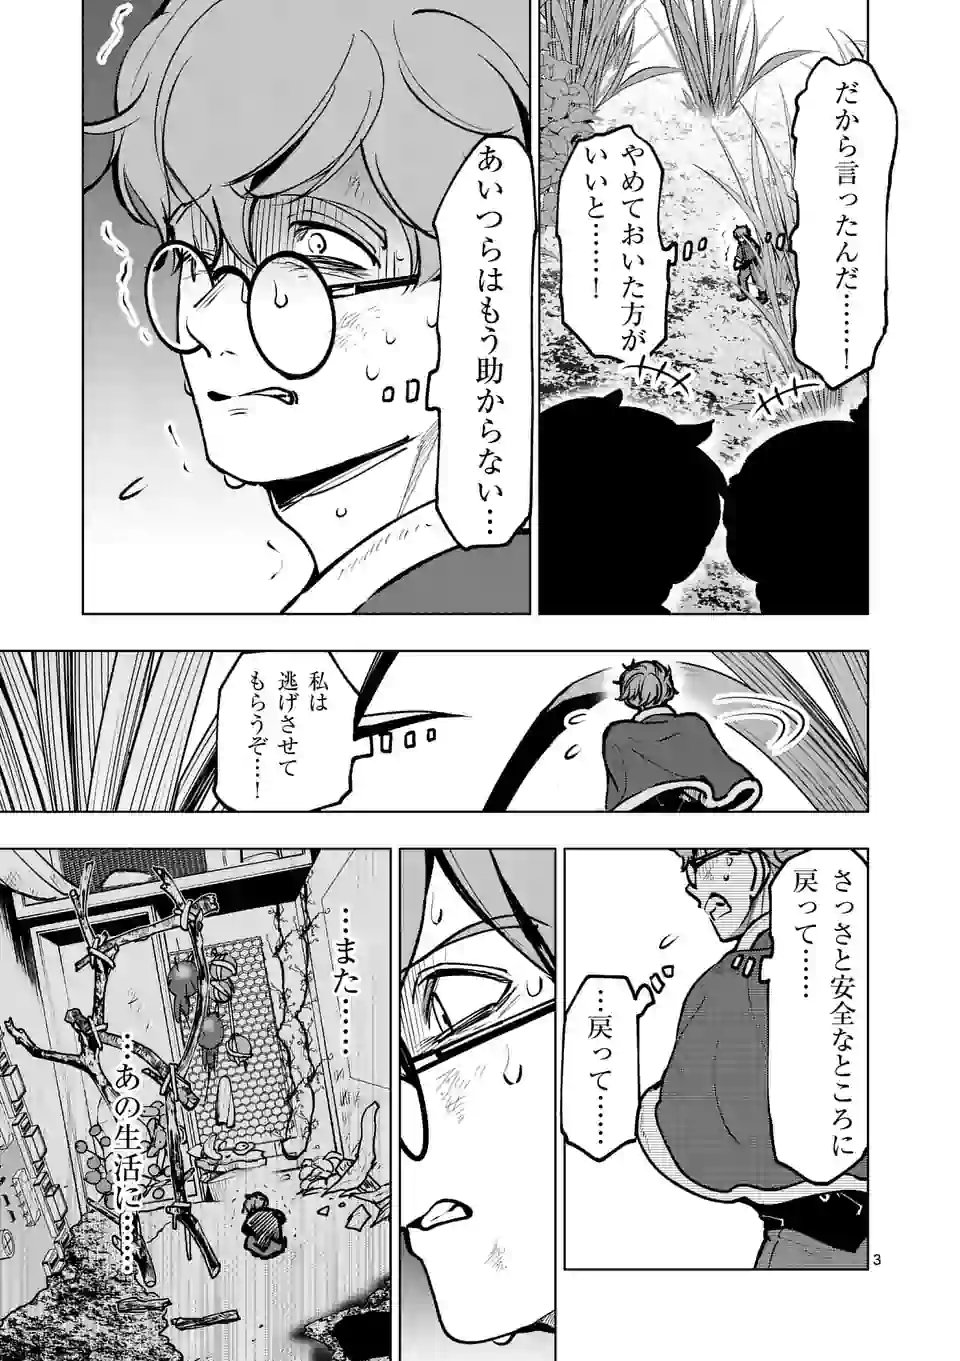 だから言ったんだ………！
やめておいた方が
いいと……！
あいつらはもう助からない…
私は
逃げさせて
もらうぞ…！
さっさと安全なところに
戻って……
…戻って……
…また……
…あの生活に……
3